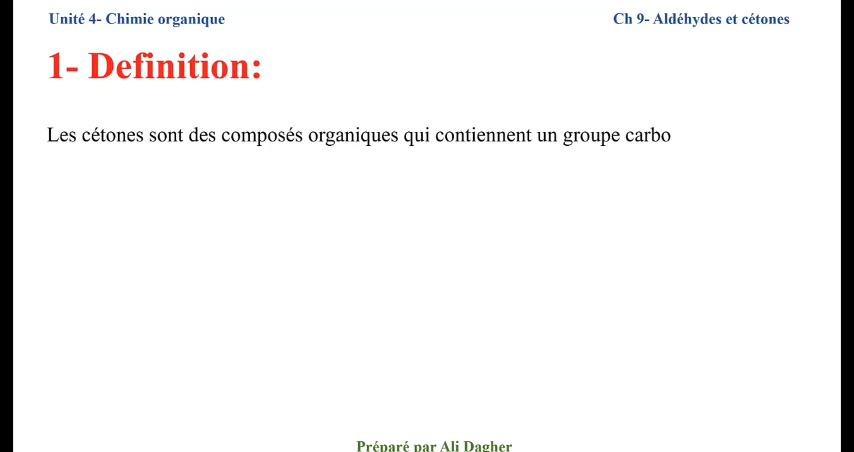 Unité 4- Chimie organique
Ch 9- Aldéhydes et cétones
1- Definition:
Les cétones sont des composés organiques qui contiennent un groupe carbo
Préparé par Ali Dagher